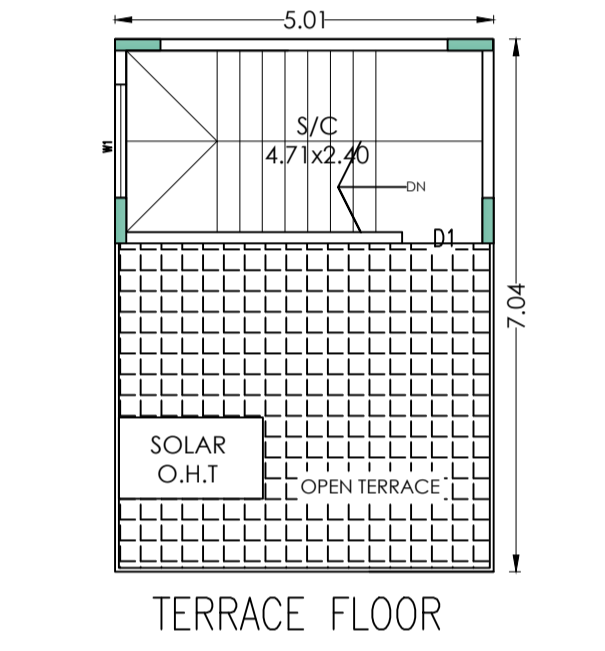 5.01
S/C
4.71x2.40
W1
DN
D1
7.04
SOLAR
O.H.T
OPEN TERRACE
TERRACE FLOOR